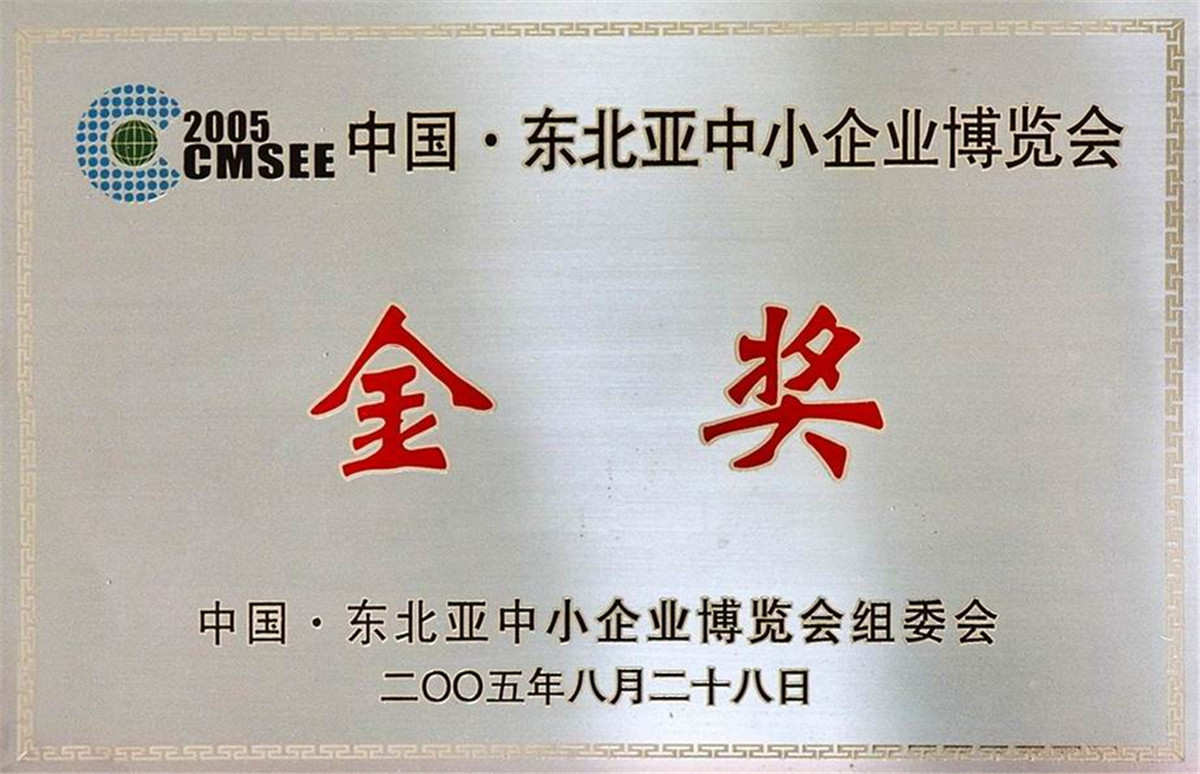 2005
CMSEE 中国·东北亚中小企业博览会
金 奖
中国·东北亚中小企业博览会组委会
二〇〇五年八月二十八日